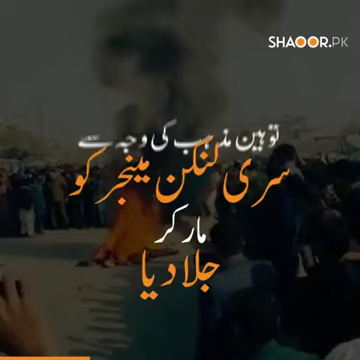 SHAOOR.PK
توہین مذہب کی وجہ سے
سری لنکن مینجر کو
مار کر
جلا دیا